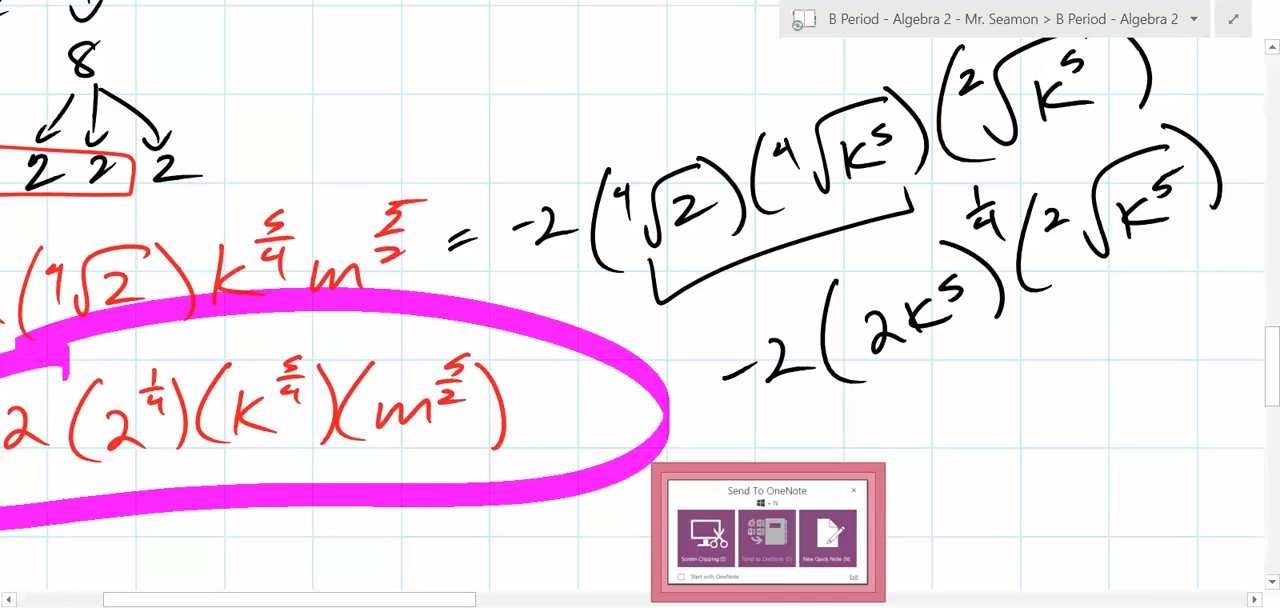 B Period - Algebra 2 - Mr. Seamon > B Period - Algebra 2
8
2 2 2
(⁴√2) k^(5/4) m^(5/2) = -2 (⁴√2)(⁴√k⁵)(²√k⁵)
-2 (2k⁵)^(1/4) (²√k⁵)
2 (2^(1/4)) (k^(5/4)) (m^(5/2))
Send To OneNote
+ N
Screen Clipping (S)
Send to OneNote (O)
New Quick Note (N)
Start with OneNote
Exit